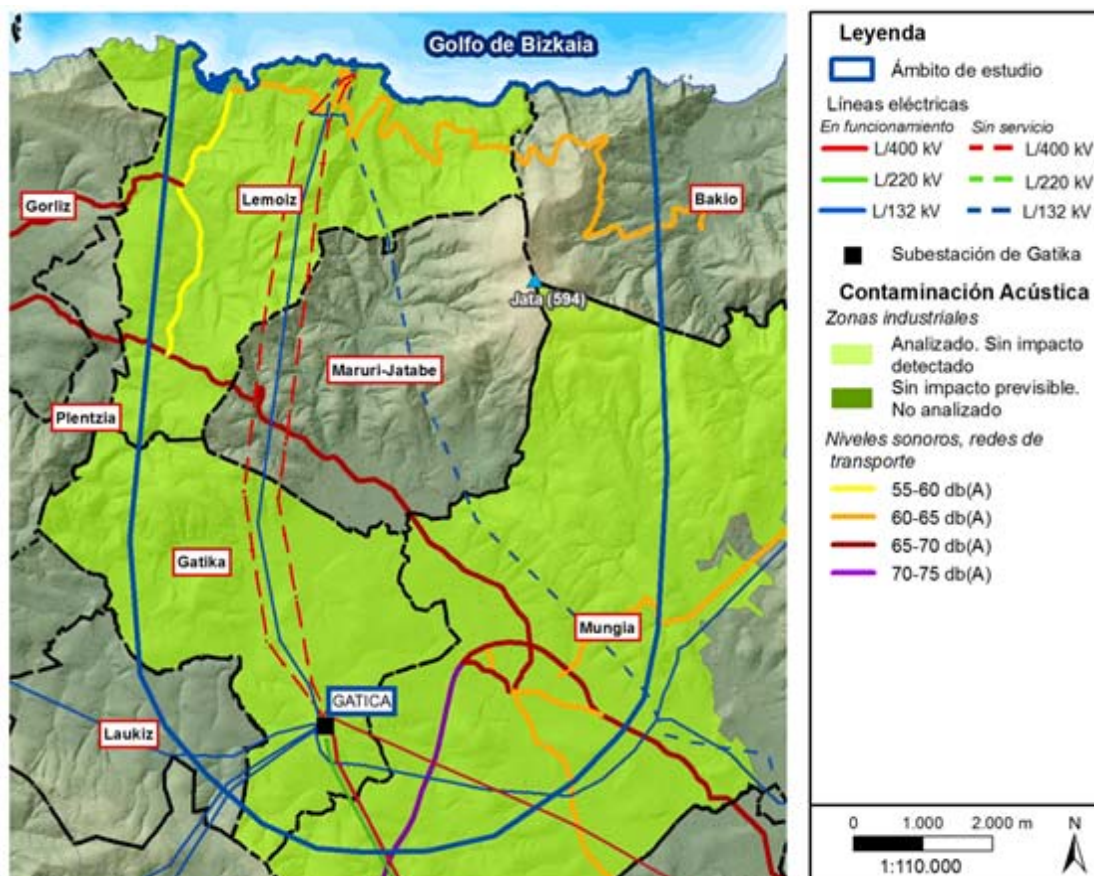 Golfo de Bizkaia
Gorliz
Lemoiz
Bakio
Jata (594)
Maruri-Jatabe
Plentzia
Gatika
Mungia
GATICA
Laukiz
Leyenda
Ámbito de estudio
Líneas eléctricas
En funcionamiento Sin servicio
L/400 kV L/400 kV
L/220 kV L/220 kV
L/132 kV L/132 kV
Subestación de Gatika
Contaminación Acústica
Zonas industriales
Analizado. Sin impacto
detectado
Sin impacto previsible.
No analizado
Niveles sonoros, redes de
transporte
55-60 db(A)
60-65 db(A)
65-70 db(A)
70-75 db(A)
0 1.000 2.000 m N
1:110.000